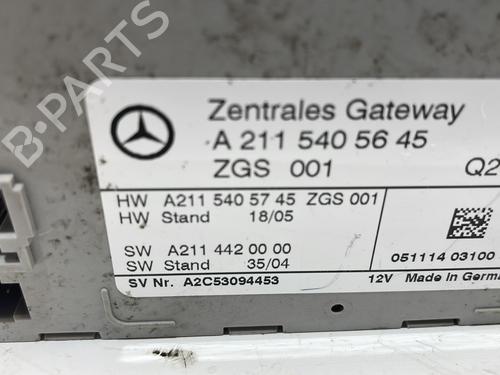 B-PARTS
Zentrales Gateway
A 211 540 56 45
ZGS 001 Q2
HW A211 540 57 45 ZGS 001
HW Stand 18/05
SW A211 442 00 00
SW Stand 35/04
051114 03100
SV Nr. A2C53094453 12V Made in German